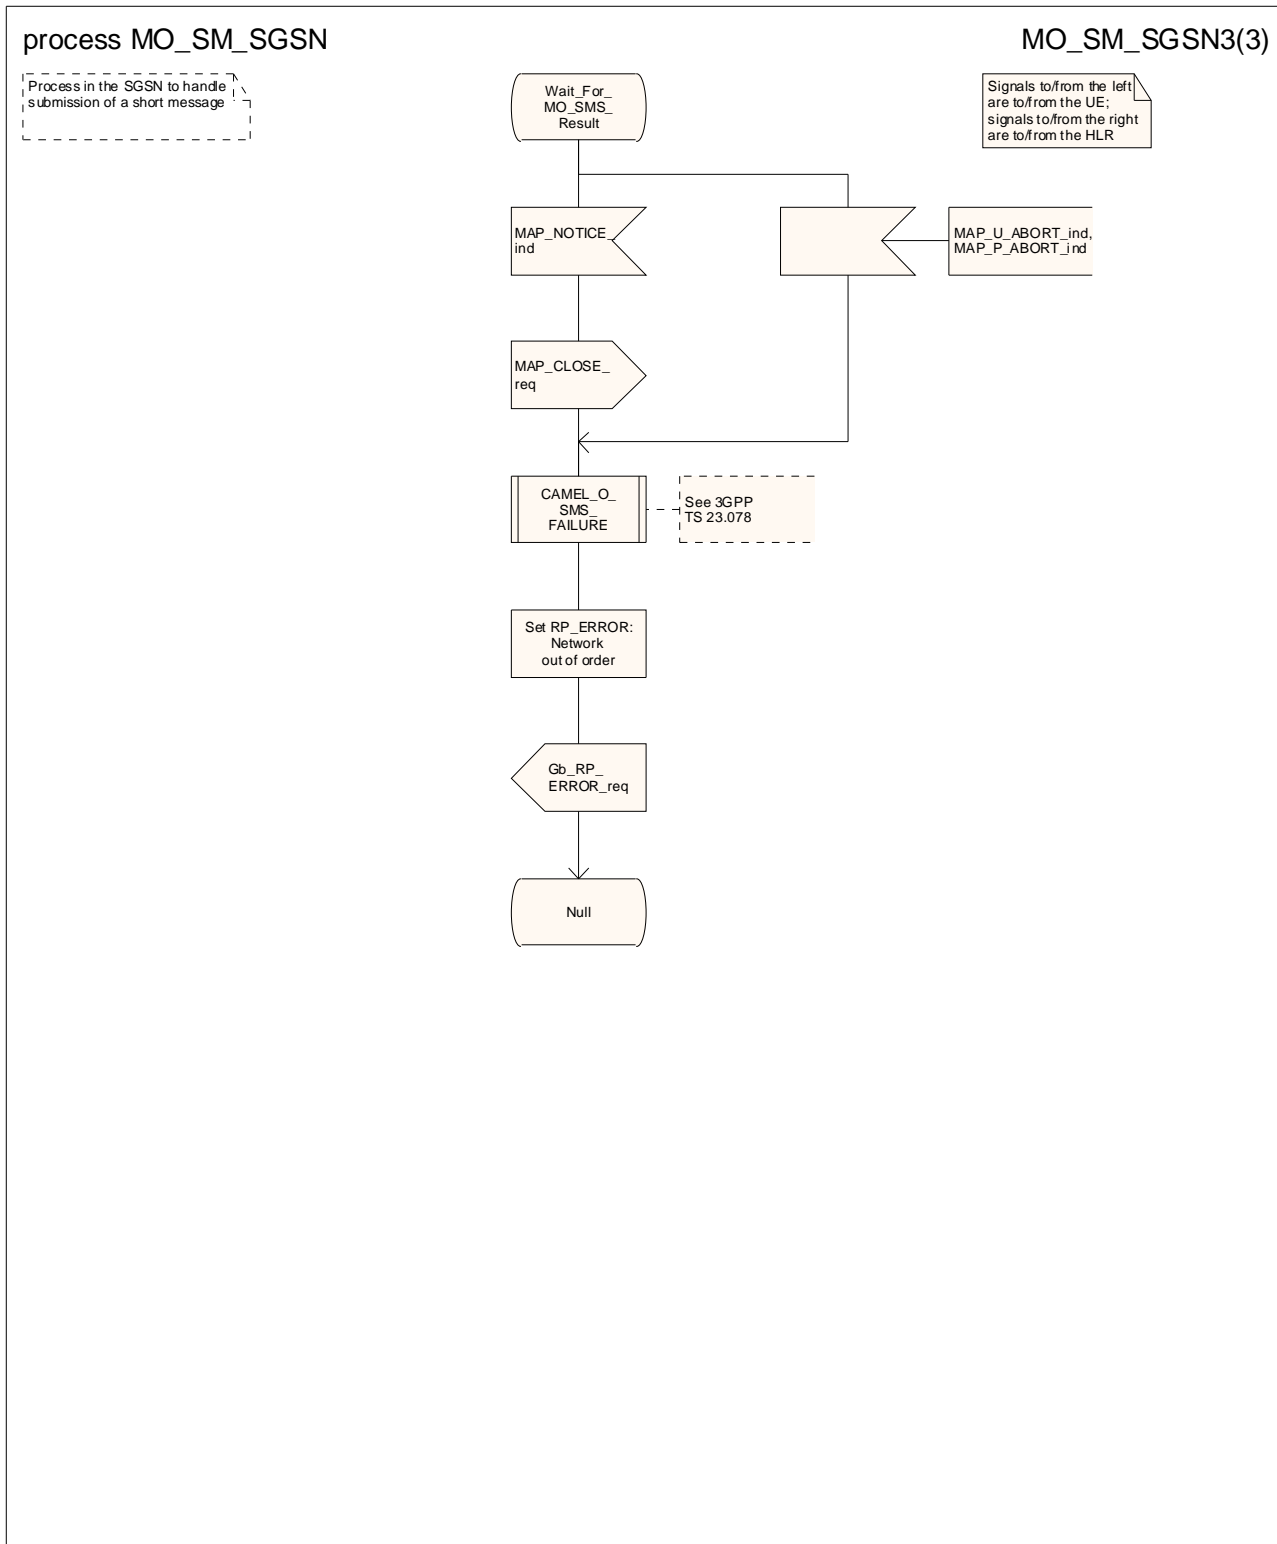 process MO_SM_SGSN
MO_SM_SGSN3(3)
Process in the SGSN to handle
submission of a short message
Wait_For_
MO_SMS_
Result
Signals to/from the left
are to/from the UE;
signals to/from the right
are to/from the HLR
MAP_NOTICE_
ind
MAP_U_ABORT_ind,
MAP_P_ABORT_ind
MAP_CLOSE_
req
CAMEL_O_
SMS_
FAILURE
See 3GPP
TS 23.078
Set RP_ERROR:
Network
out of order
Gb_RP_
ERROR_req
Null